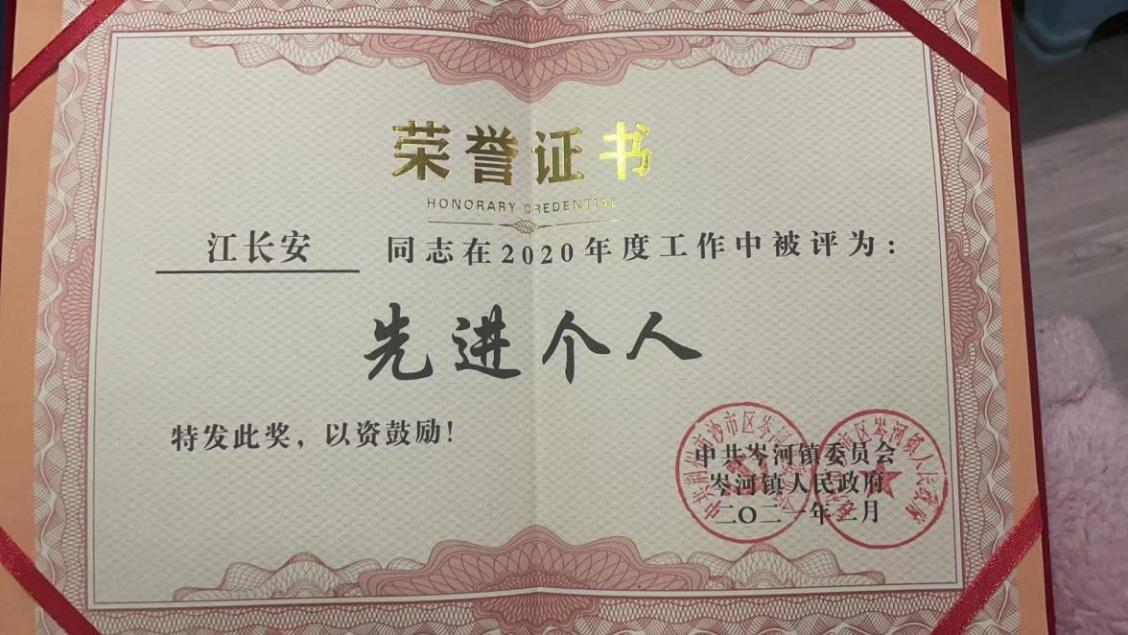 荣誉证书
HONORARY CREDENTIAL
江长安 同志在2020年度工作中被评为：
先进个人
特发此奖，以资鼓励！
中共岑河镇委员会
岑河镇人民政府
二〇二一年二月